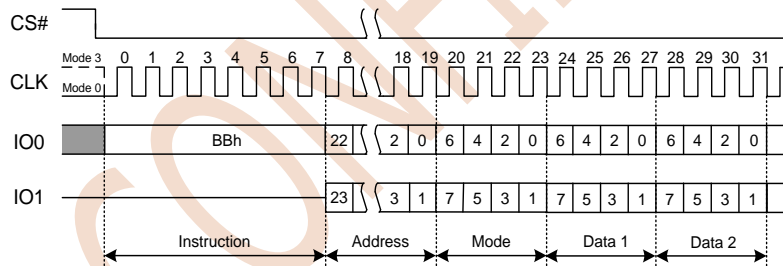 CS#
Mode 3 0 1 2 3 4 5 6 7 8 18 19 20 21 22 23 24 25 26 27 28 29 30 31
CLK
Mode 0
IO0 BBh 22 2 0 6 4 2 0 6 4 2 0 6 4 2 0
IO1 23 3 1 7 5 3 1 7 5 3 1 7 5 3 1
Instruction Address Mode Data 1 Data 2